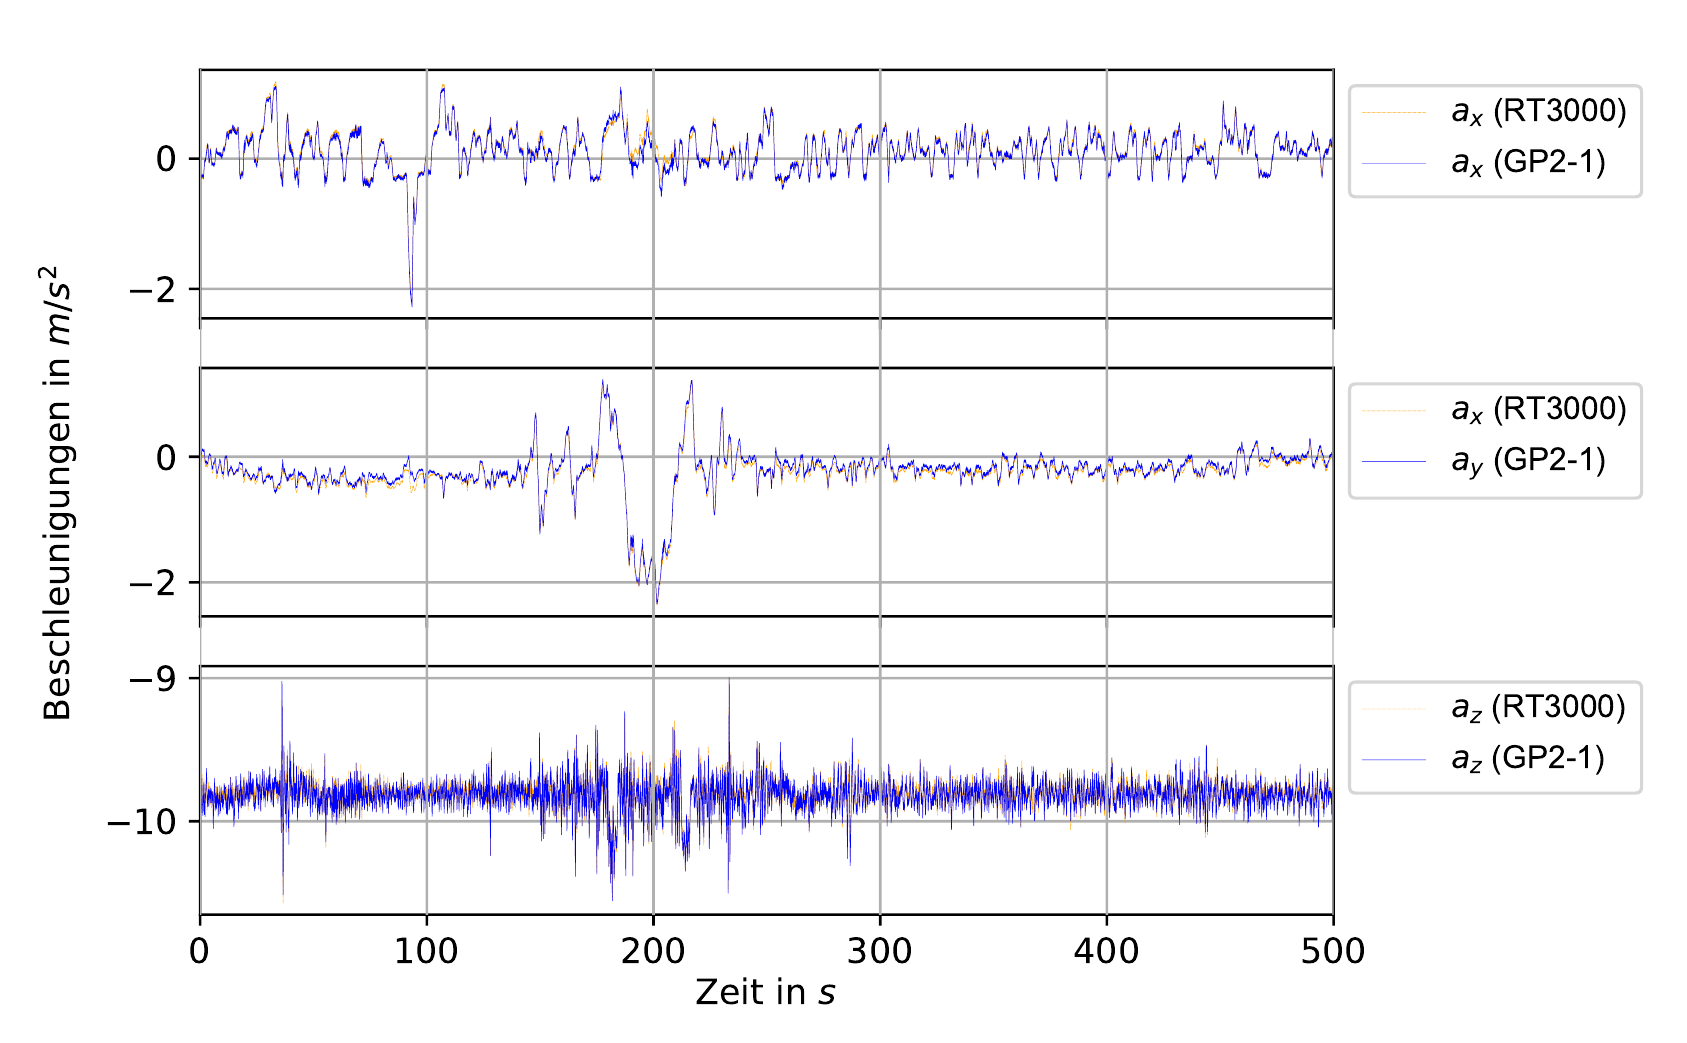 Beschleunigungen in m/s²
0
−2
a_x (RT3000)
a_x (GP2-1)
0
−2
a_x (RT3000)
a_y (GP2-1)
−9
−10
a_z (RT3000)
a_z (GP2-1)
0 100 200 300 400 500
Zeit in s